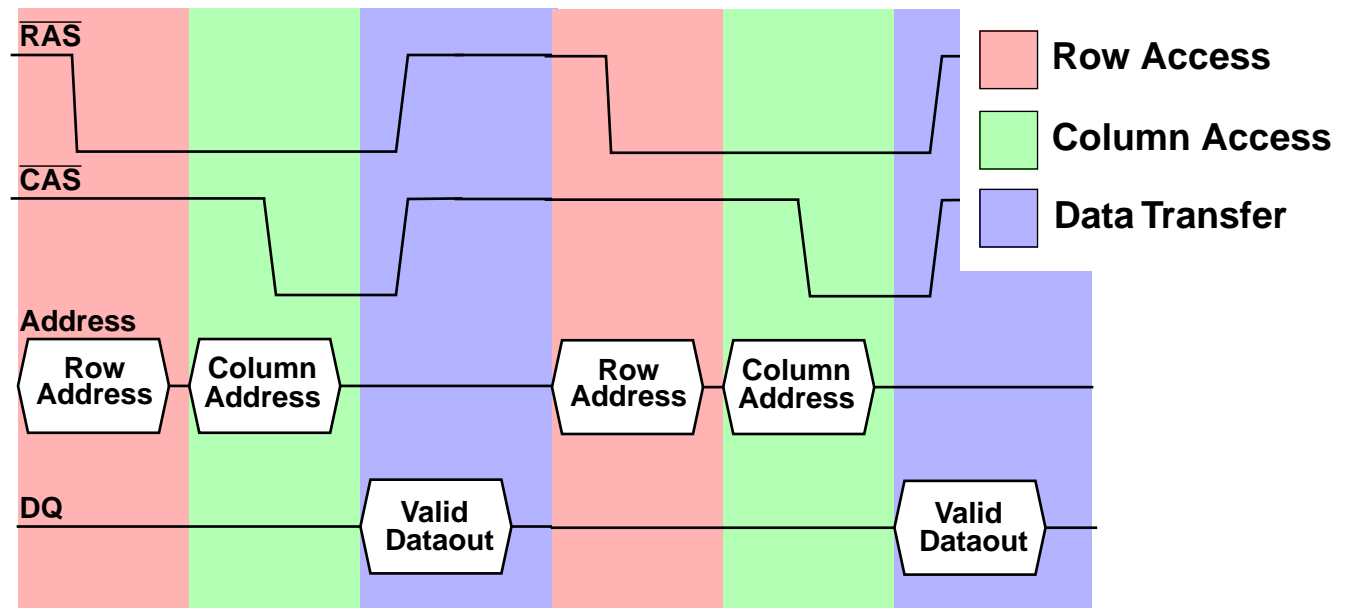 RAS
Row Access
Column Access
CAS
Data Transfer
Address
Row
Address
Column
Address
Row
Address
Column
Address
DQ
Valid
Dataout
Valid
Dataout